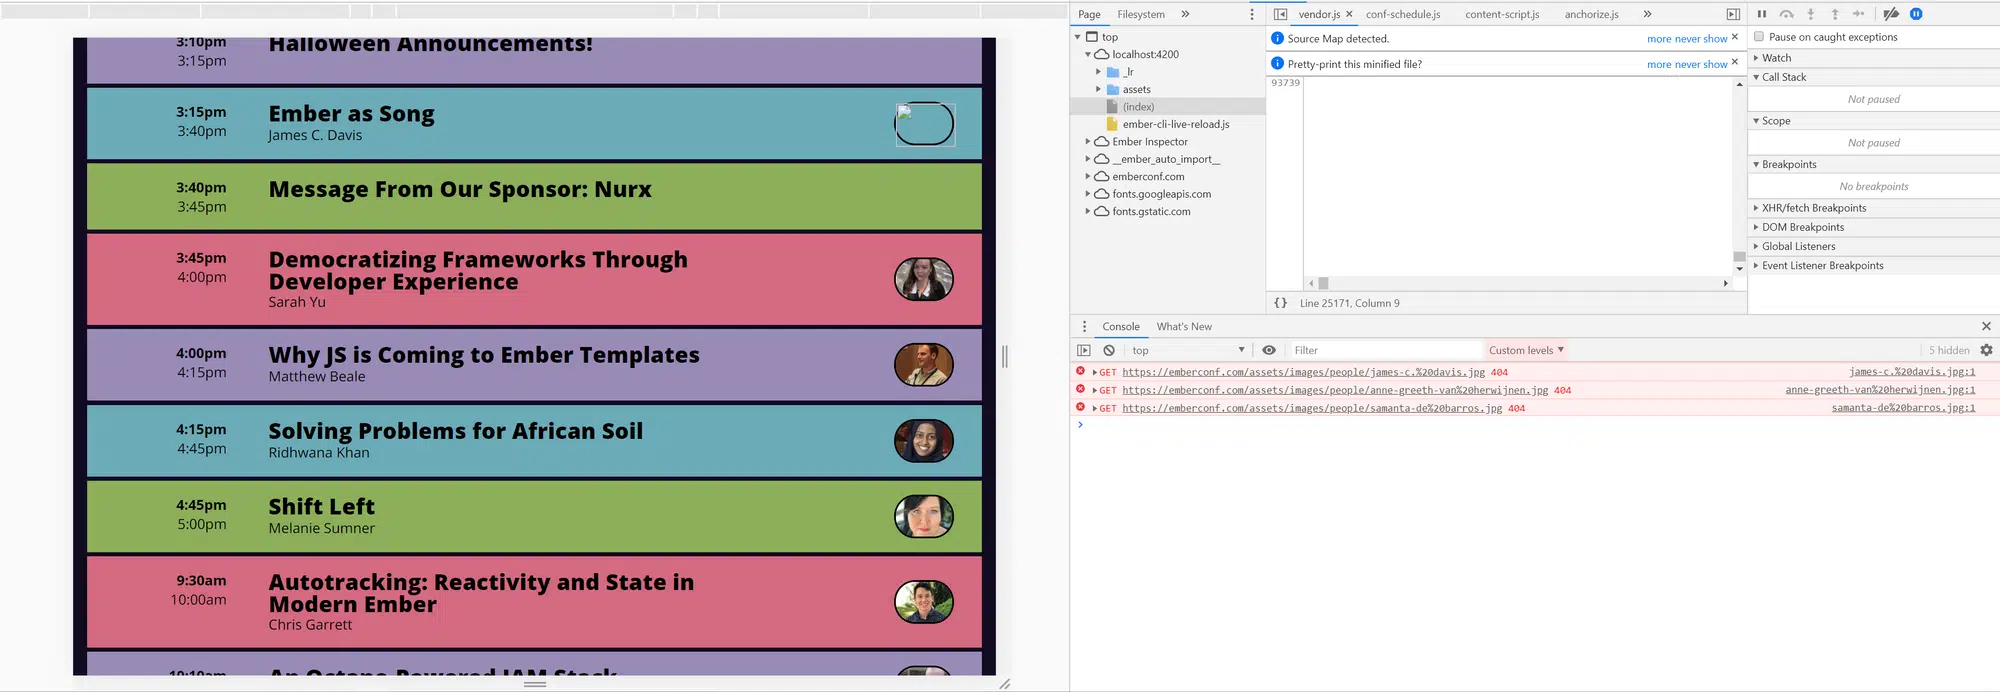 3:10pm
Halloween Announcements!
3:15pm
3:15pm
Ember as Song
3:40pm
James C. Davis
3:40pm
Message From Our Sponsor: Nurx
3:45pm
3:45pm
Democratizing Frameworks Through
4:00pm
Developer Experience
Sarah Yu
4:00pm
Why JS is Coming to Ember Templates
4:15pm
Matthew Beale
4:15pm
Solving Problems for African Soil
4:45pm
Ridhwana Khan
4:45pm
Shift Left
5:00pm
Melanie Sumner
9:30am
Autotracking: Reactivity and State in
10:00am
Modern Ember
Chris Garrett
10:10am
An Octane Powered JAM Stack
Page Filesystem »
top
localhost:4200
_lr
assets
(index)
ember-cli-live-reload.js
Ember Inspector
__ember_auto_import__
emberconf.com
fonts.googleapis.com
fonts.gstatic.com
vendor.js × conf-schedule.js content-script.js anchorize.js »
Source Map detected. more never show ×
Pretty-print this minified file? more never show ×
93739
{} Line 25171, Column 9
Pause on caught exceptions
Watch
Call Stack
Not paused
Scope
Not paused
Breakpoints
No breakpoints
XHR/fetch Breakpoints
DOM Breakpoints
Global Listeners
Event Listener Breakpoints
Console What's New
top Filter Custom levels 5 hidden
GET https://emberconf.com/assets/images/people/james-c.%20davis.jpg 404 james-c.%20davis.jpg:1
GET https://emberconf.com/assets/images/people/anne-greeth-van%20herwijnen.jpg 404 anne-greeth-van%20herwijnen.jpg:1
GET https://emberconf.com/assets/images/people/samanta-de%20barros.jpg 404 samanta-de%20barros.jpg:1
>